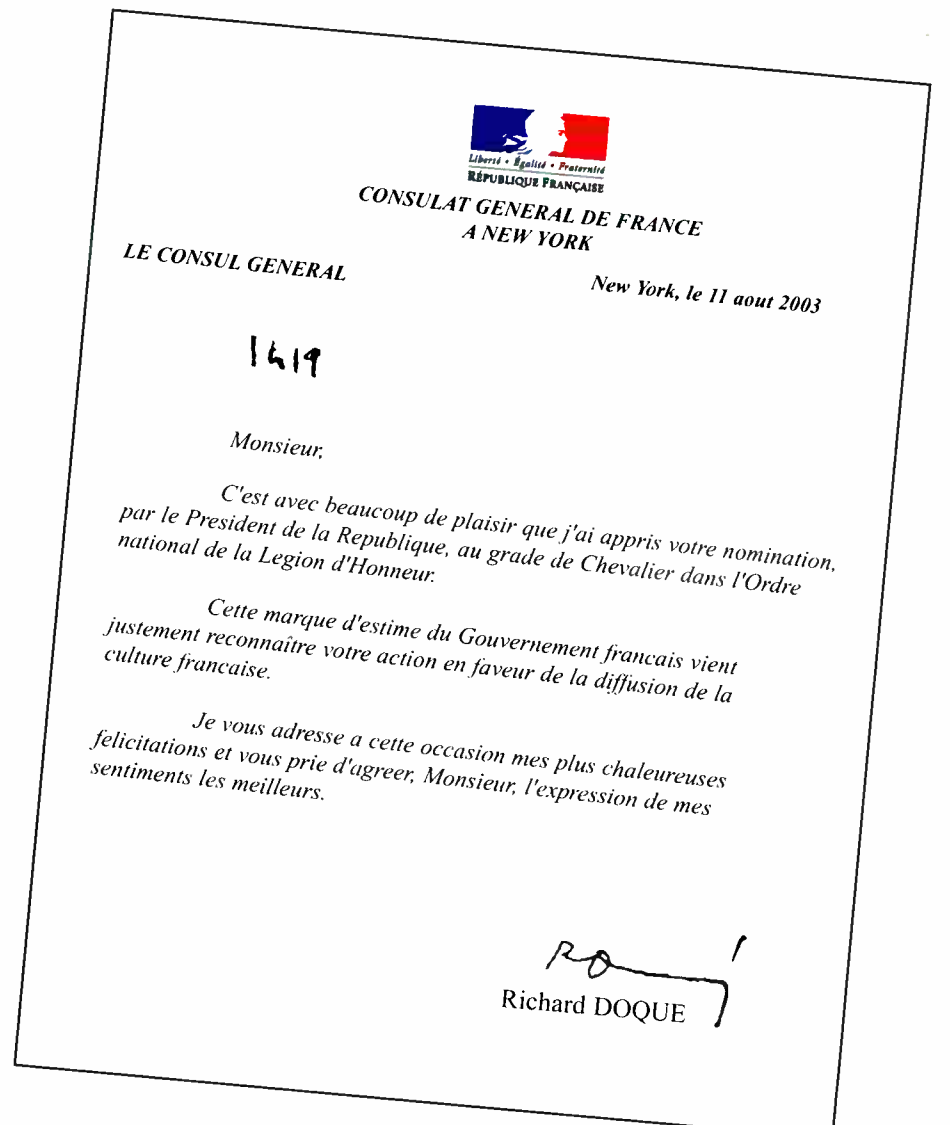 Liberté • Égalité • Fraternité
RÉPUBLIQUE FRANÇAISE
CONSULAT GENERAL DE FRANCE
A NEW YORK
LE CONSUL GENERAL
New York, le 11 aout 2003
1419
Monsieur,
C'est avec beaucoup de plaisir que j'ai appris votre nomination,
par le President de la Republique, au grade de Chevalier dans l'Ordre
national de la Legion d'Honneur.
Cette marque d'estime du Gouvernement francais vient
justement reconnaître votre action en faveur de la diffusion de la
culture francaise.
Je vous adresse a cette occasion mes plus chaleureuses
felicitations et vous prie d'agreer, Monsieur, l'expression de mes
sentiments les meilleurs.
Richard DOQUE